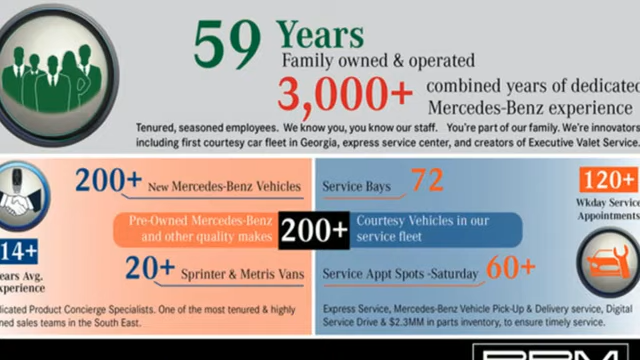 59 Years
Family owned & operated
3,000+ combined years of dedicated
Mercedes-Benz experience
Tenured, seasoned employees. We know you, you know our staff. You're part of our family. We're innovators
including first courtesy car fleet in Georgia, express service center, and creators of Executive Valet Service.
200+ New Mercedes-Benz Vehicles
Service Bays 72
120+
Wkday Service
Appointments
Pre-Owned Mercedes-Benz
and other quality makes
200+
Courtesy Vehicles in our
service fleet
14+
ears Avg.
xperience
20+ Sprinter & Metris Vans
Service Appt Spots -Saturday 60+
dicated Product Concierge Specialists. One of the most tenured & highly
ned sales teams in the South East.
Express Service, Mercedes-Benz Vehicle Pick-Up & Delivery service, Digital
Service Drive & $2.3MM in parts inventory, to ensure timely service.